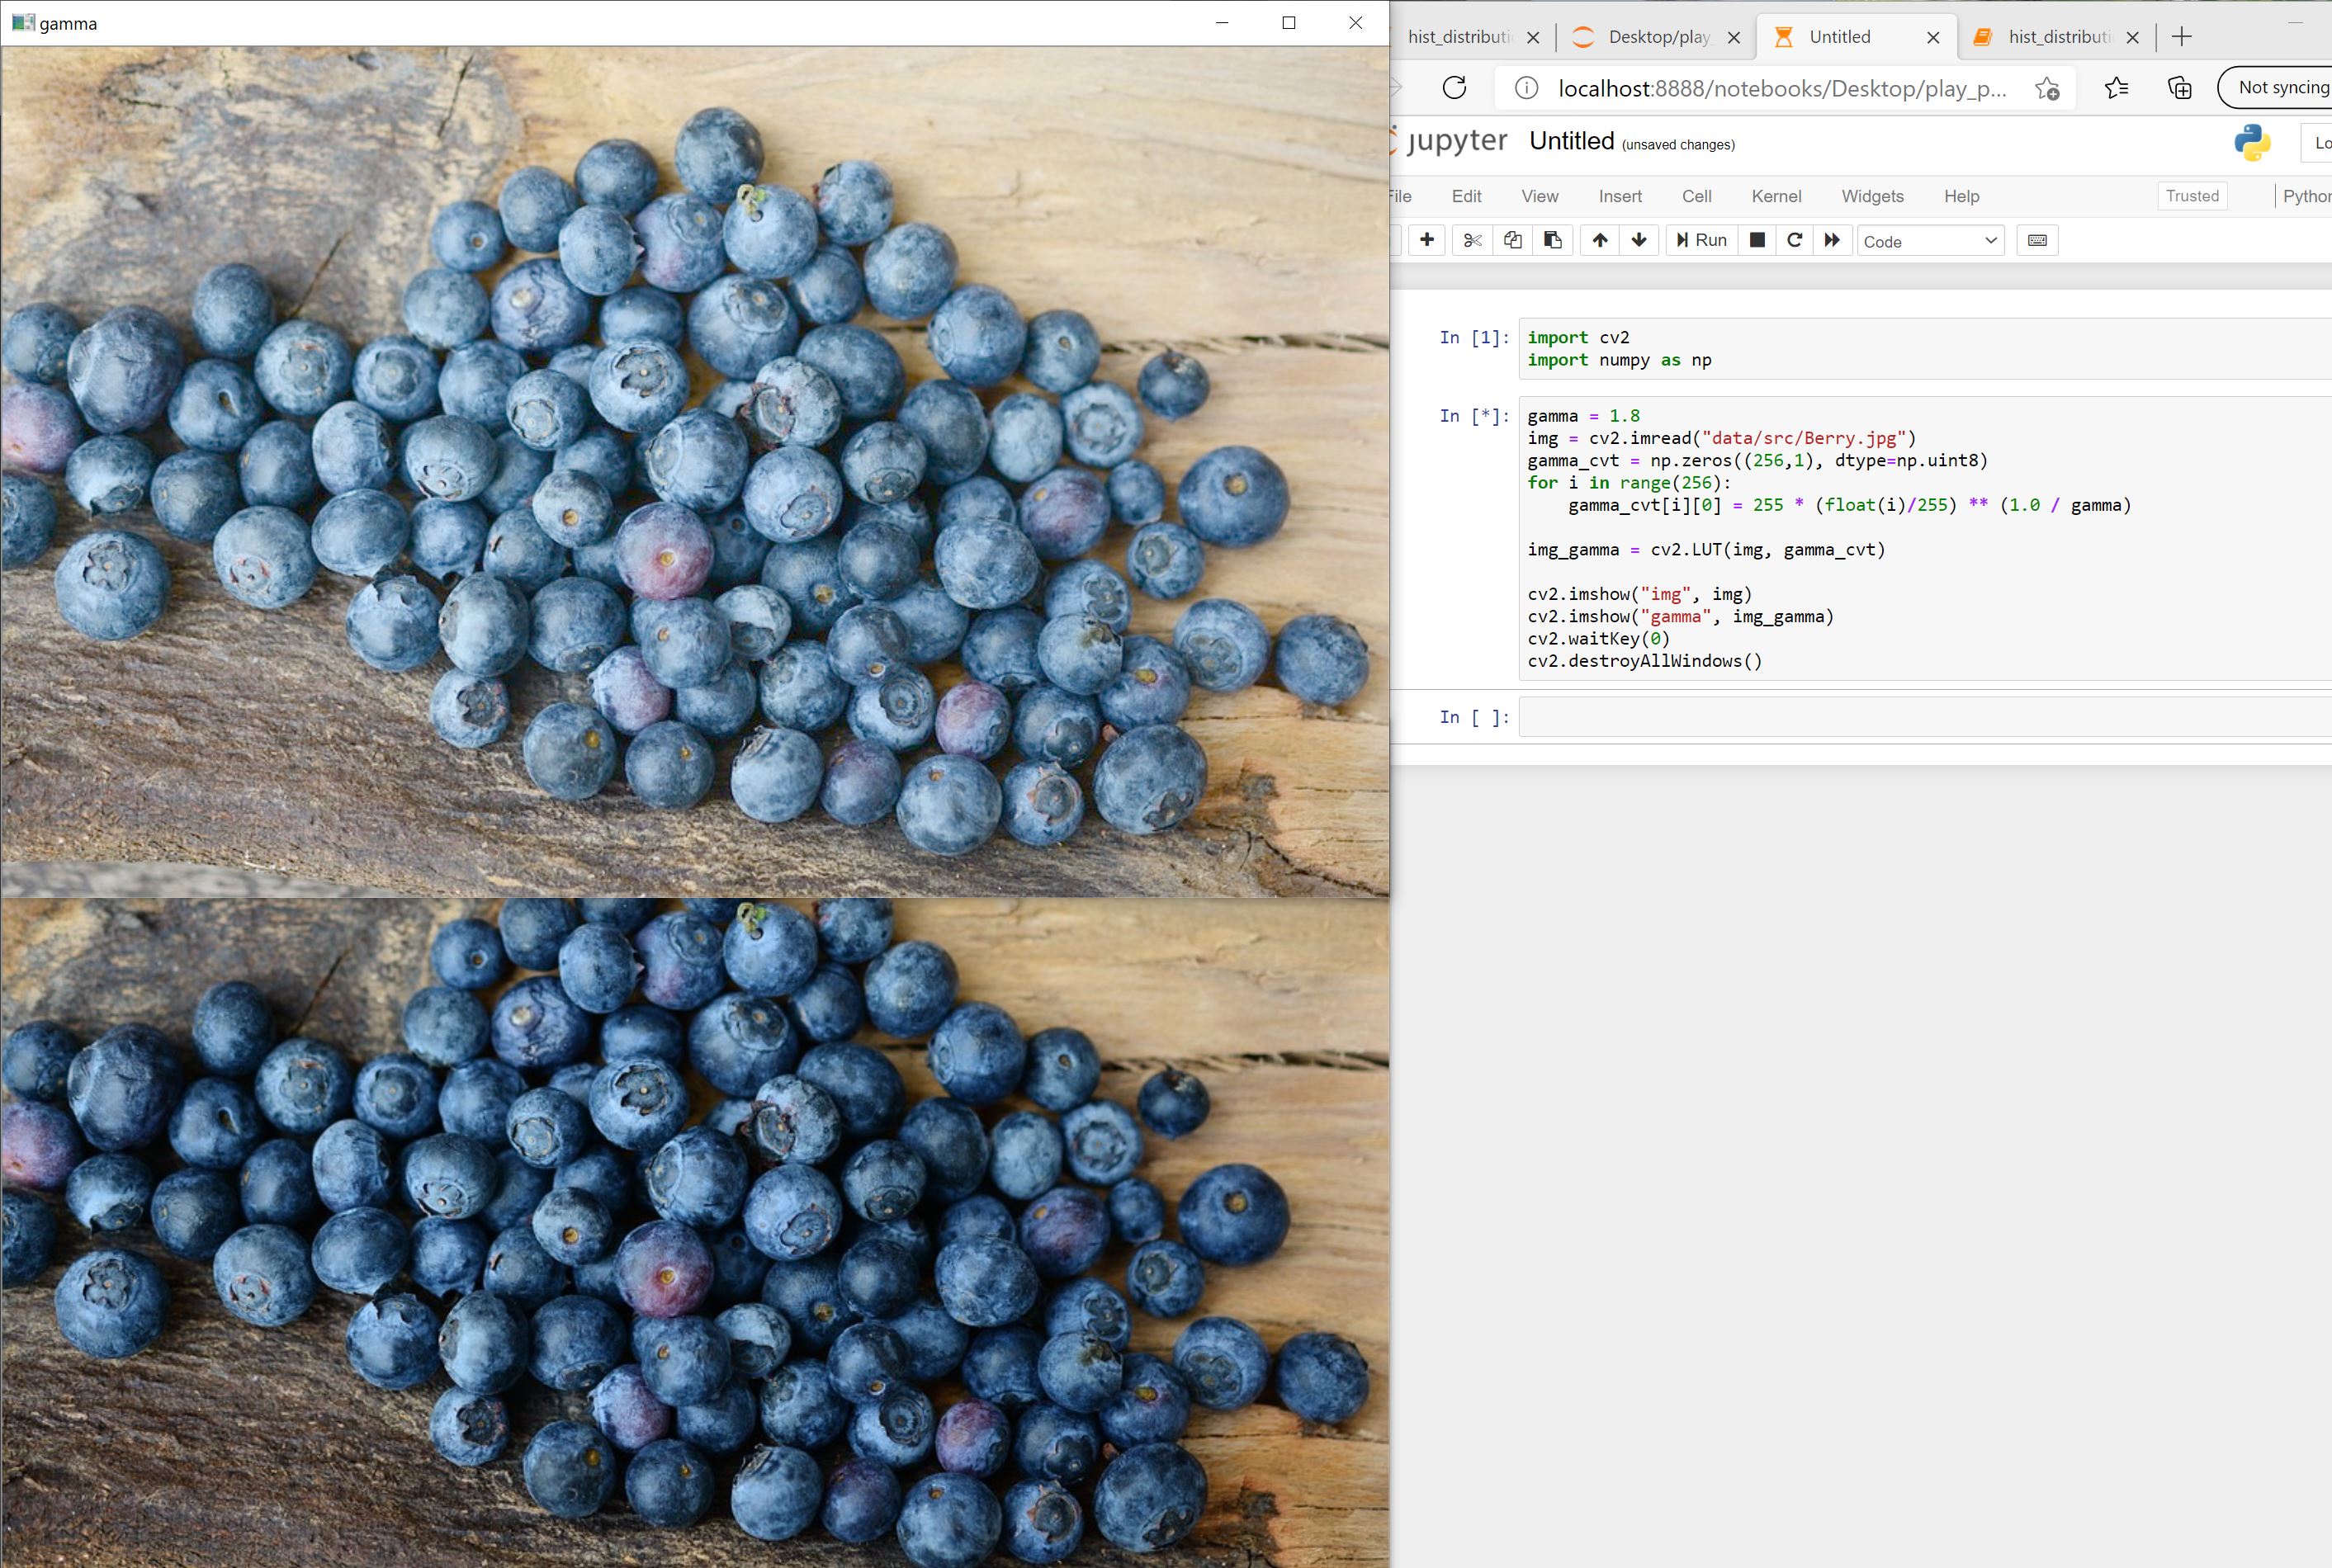 gamma
hist_distributi
Desktop/play_
Untitled
hist_distributi
localhost:8888/notebooks/Desktop/play_p...
Not syncing
jupyter Untitled (unsaved changes)
File Edit View Insert Cell Kernel Widgets Help Trusted Python
Run Code
In [1]: import cv2
import numpy as np
In [*]: gamma = 1.8
img = cv2.imread("data/src/Berry.jpg")
gamma_cvt = np.zeros((256,1), dtype=np.uint8)
for i in range(256):
    gamma_cvt[i][0] = 255 * (float(i)/255) ** (1.0 / gamma)
img_gamma = cv2.LUT(img, gamma_cvt)
cv2.imshow("img", img)
cv2.imshow("gamma", img_gamma)
cv2.waitKey(0)
cv2.destroyAllWindows()
In [ ]: